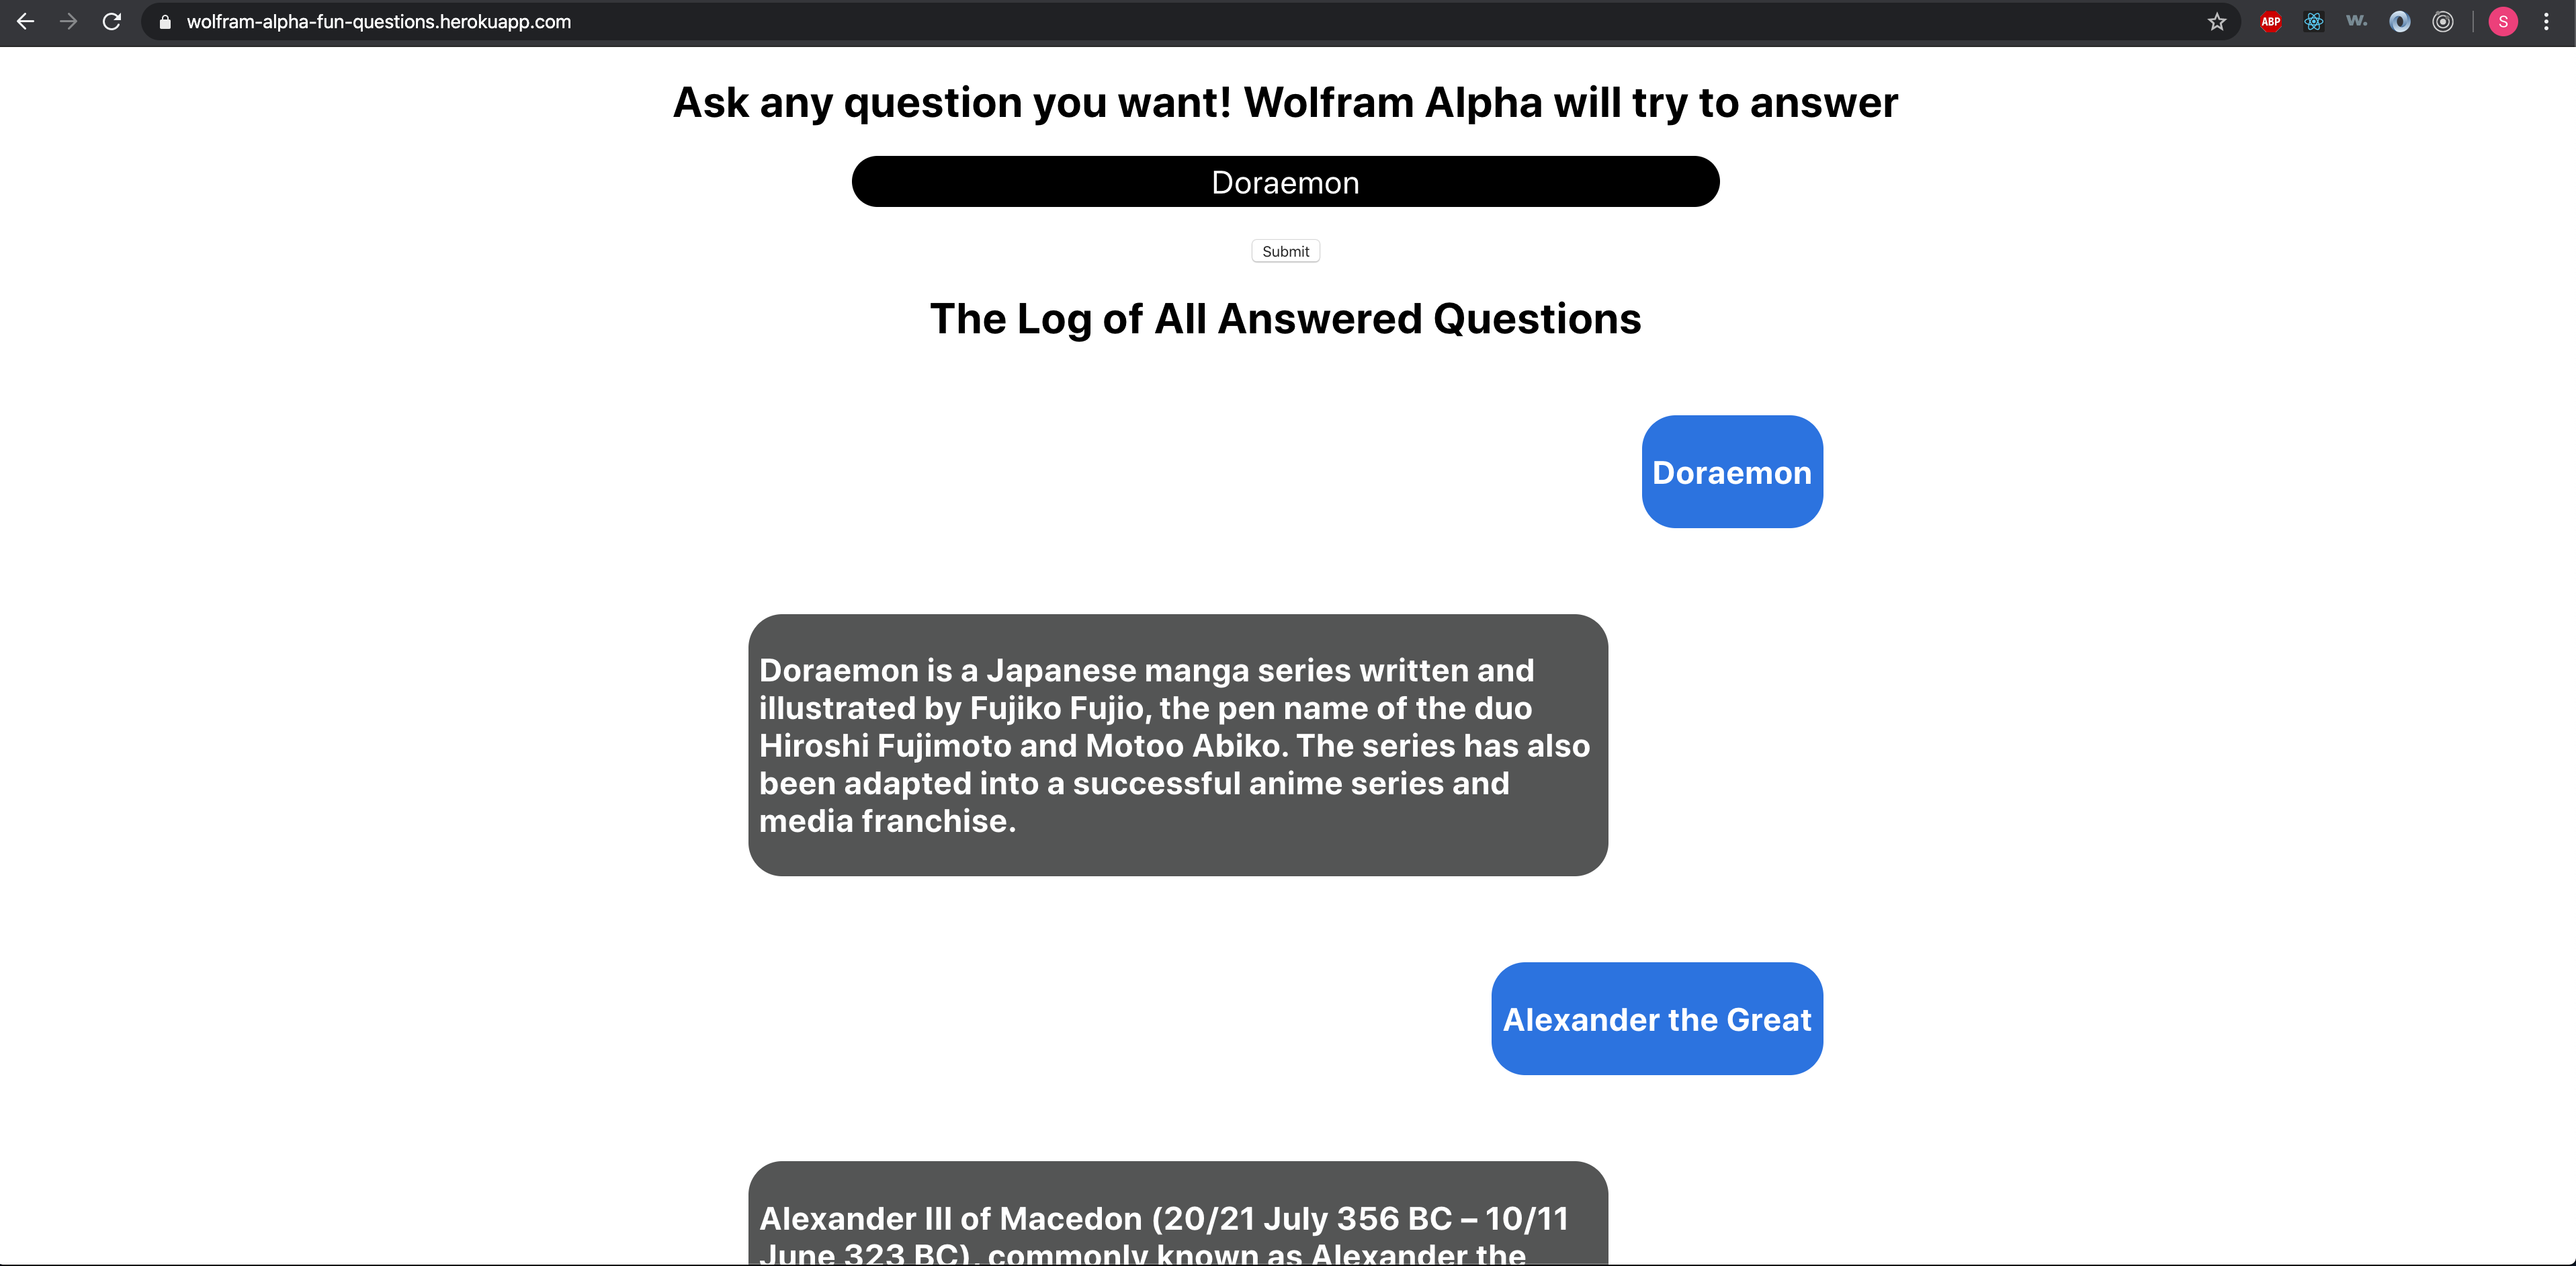 wolfram-alpha-fun-questions.herokuapp.com
ABP
w.
S
Ask any question you want! Wolfram Alpha will try to answer
Doraemon
Submit
The Log of All Answered Questions
Doraemon
Doraemon is a Japanese manga series written and
illustrated by Fujiko Fujio, the pen name of the duo
Hiroshi Fujimoto and Motoo Abiko. The series has also
been adapted into a successful anime series and
media franchise.
Alexander the Great
Alexander III of Macedon (20/21 July 356 BC – 10/11
June 323 BC), commonly known as Alexander the